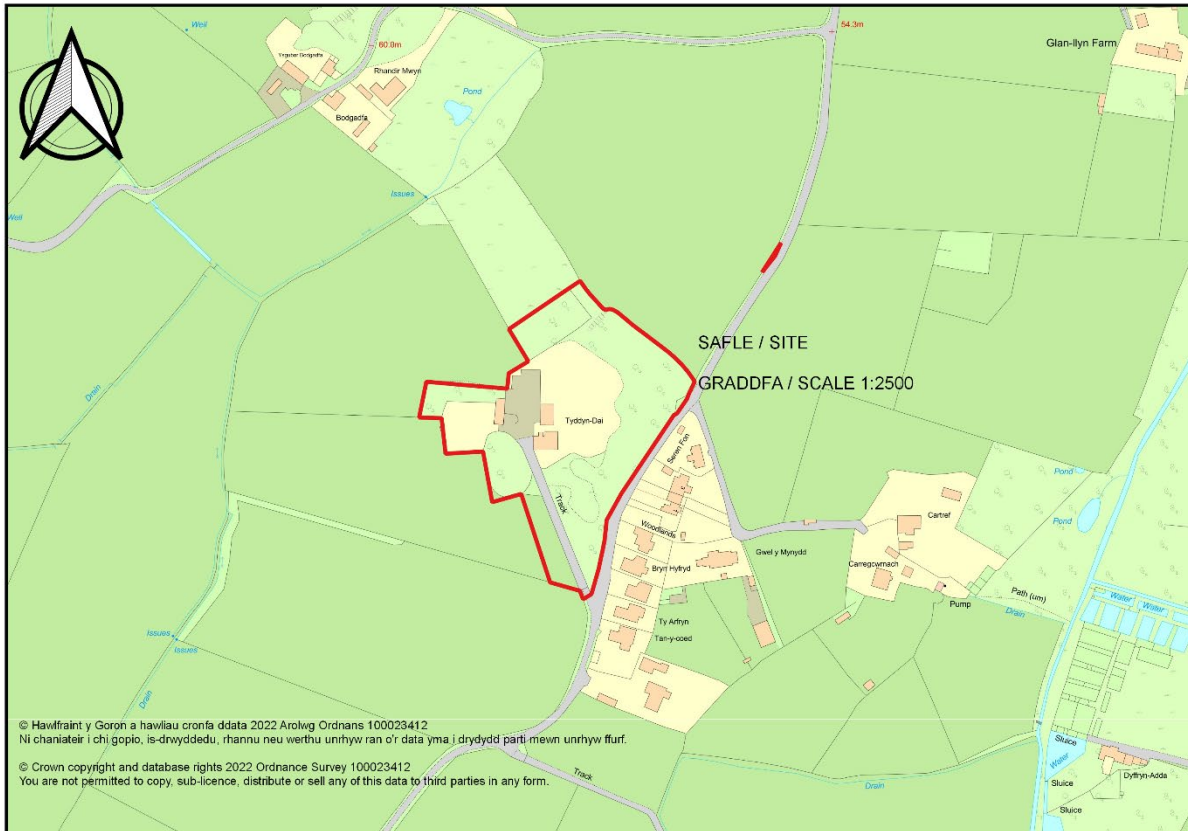 Well
60.0m
54.3m
Glan-llyn Farm
Ysgubor Bodgadfa
Rhandir Mwyn
Bodgadfa
Pond
Issues
Well
Drain
SAFLE / SITE
GRADDFA / SCALE 1:2500
Tyddyn-Dai
Track
Seren Fon
Woodlands
Bryn Hyfryd
Gwel y Mynydd
Cartref
Carregcwrnach
Pond
Pond
Pump
Path (um)
Drain
Water
Water
Ty Arfryn
Tan-y-coed
Issues
Issues
Drain
© Hawlfraint y Goron a hawliau cronfa ddata 2022 Arolwg Ordnans 100023412
Ni chaniateir i chi gopio, is-drwyddedu, rhannu neu werthu unrhyw ran o'r data yma i drydydd parti mewn unrhyw ffurf.
© Crown copyright and database rights 2022 Ordnance Survey 100023412
You are not permitted to copy, sub-licence, distribute or sell any of this data to third parties in any form.
Track
Drain
Sluice
Water
Sluice
Sluice
Dyffryn-Adda